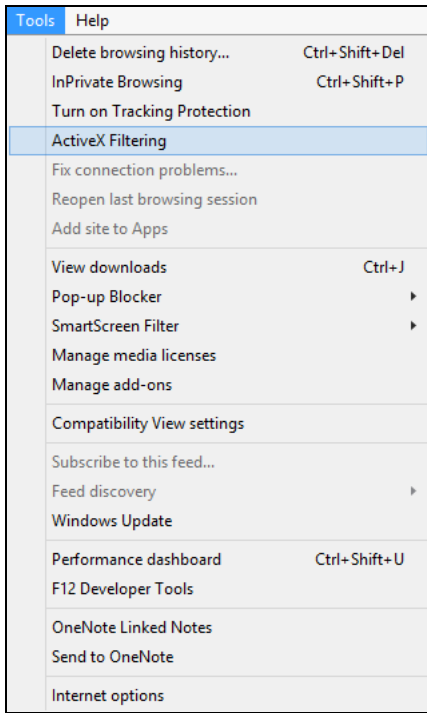 Tools Help
Delete browsing history... Ctrl+Shift+Del
InPrivate Browsing Ctrl+Shift+P
Turn on Tracking Protection
ActiveX Filtering
Fix connection problems...
Reopen last browsing session
Add site to Apps
View downloads Ctrl+J
Pop-up Blocker
SmartScreen Filter
Manage media licenses
Manage add-ons
Compatibility View settings
Subscribe to this feed...
Feed discovery
Windows Update
Performance dashboard Ctrl+Shift+U
F12 Developer Tools
OneNote Linked Notes
Send to OneNote
Internet options